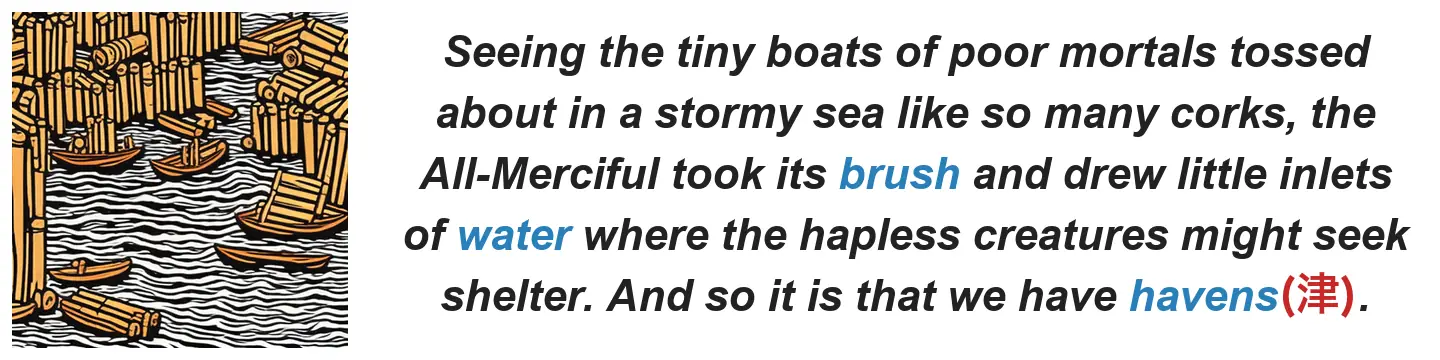 Seeing the tiny boats of poor mortals tossed
about in a stormy sea like so many corks, the
All-Merciful took its brush and drew little inlets
of water where the hapless creatures might seek
shelter. And so it is that we have havens(津).